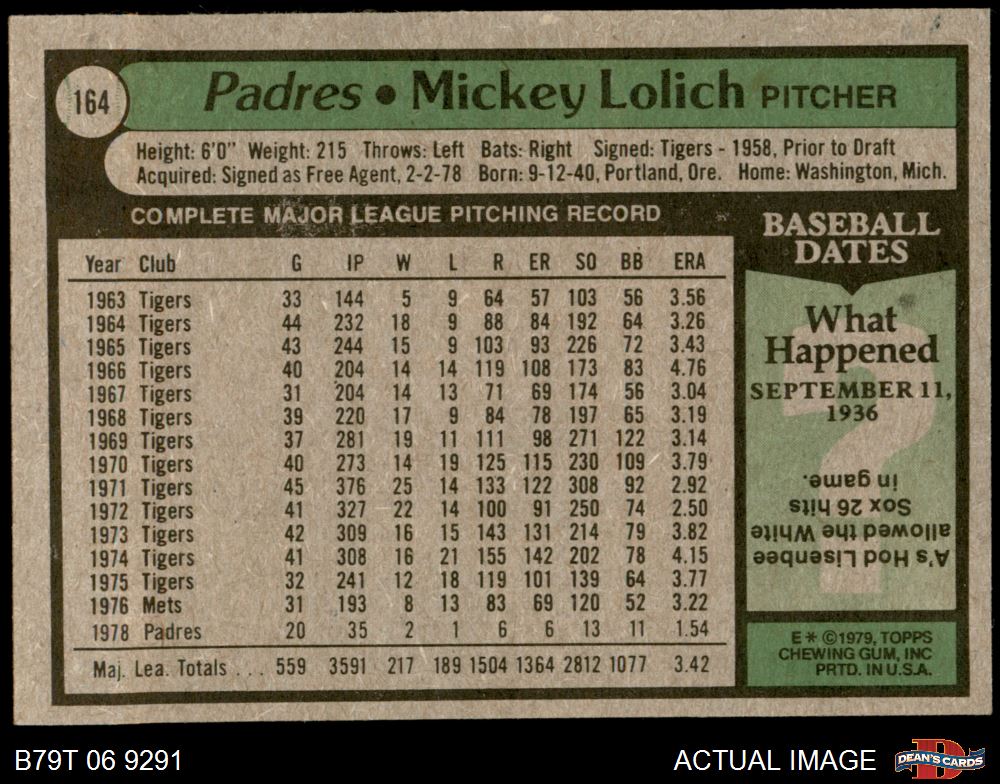 164
Padres • Mickey Lolich PITCHER
Height: 6'0" Weight: 215 Throws: Left Bats: Right Signed: Tigers - 1958, Prior to Draft
Acquired: Signed as Free Agent, 2-2-78 Born: 9-12-40, Portland, Ore. Home: Washington, Mich.
COMPLETE MAJOR LEAGUE PITCHING RECORD
Year Club G IP W L R ER SO BB ERA
1963 Tigers 33 144 5 9 64 57 103 56 3.56
1964 Tigers 44 232 18 9 88 84 192 64 3.26
1965 Tigers 43 244 15 9 103 93 226 72 3.43
1966 Tigers 40 204 14 14 119 108 173 83 4.76
1967 Tigers 31 204 14 13 71 69 174 56 3.04
1968 Tigers 39 220 17 9 84 78 197 65 3.19
1969 Tigers 37 281 19 11 111 98 271 122 3.14
1970 Tigers 40 273 14 19 125 115 230 109 3.79
1971 Tigers 45 376 25 14 133 122 308 92 2.92
1972 Tigers 41 327 22 14 100 91 250 74 2.50
1973 Tigers 42 309 16 15 143 131 214 79 3.82
1974 Tigers 41 308 16 21 155 142 202 78 4.15
1975 Tigers 32 241 12 18 119 101 139 64 3.77
1976 Mets 31 193 8 13 83 69 120 52 3.22
1978 Padres 20 35 2 1 6 6 13 11 1.54
Maj. Lea. Totals . . . 559 3591 217 189 1504 1364 2812 1077 3.42
BASEBALL
DATES
What
Happened
SEPTEMBER 11,
1936
?
A's Hod Lisenbee
allowed the White
Sox 26 hits
in game.
E * ©1979, TOPPS
CHEWING GUM, INC
PRTD. IN U.S.A.
B79T 06 9291
ACTUAL IMAGE
D
DEAN'S CARDS